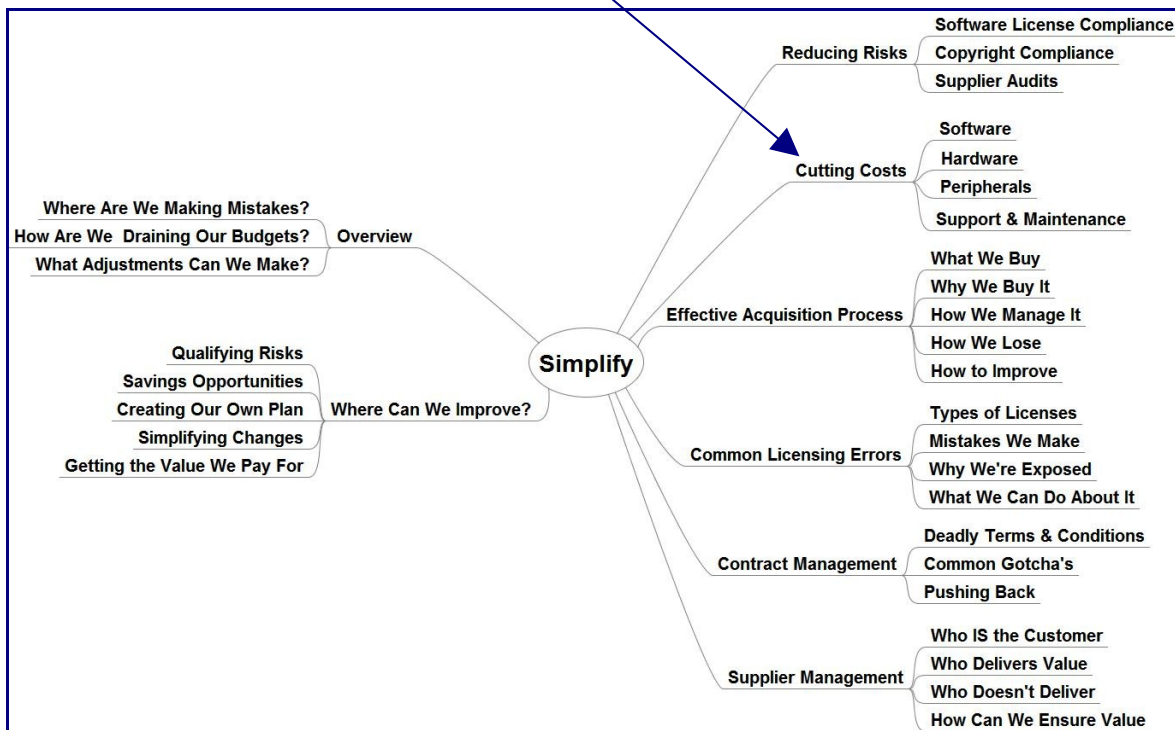 Software License Compliance
Reducing Risks
Copyright Compliance
Supplier Audits
Software
Cutting Costs
Hardware
Peripherals
Support & Maintenance
Where Are We Making Mistakes?
How Are We Draining Our Budgets?
Overview
What Adjustments Can We Make?
What We Buy
Why We Buy It
Effective Acquisition Process
How We Manage It
How We Lose
How to Improve
Simplify
Qualifying Risks
Savings Opportunities
Creating Our Own Plan
Where Can We Improve?
Simplifying Changes
Getting the Value We Pay For
Types of Licenses
Mistakes We Make
Common Licensing Errors
Why We're Exposed
What We Can Do About It
Deadly Terms & Conditions
Contract Management
Common Gotcha's
Pushing Back
Who IS the Customer
Who Delivers Value
Supplier Management
Who Doesn't Deliver
How Can We Ensure Value